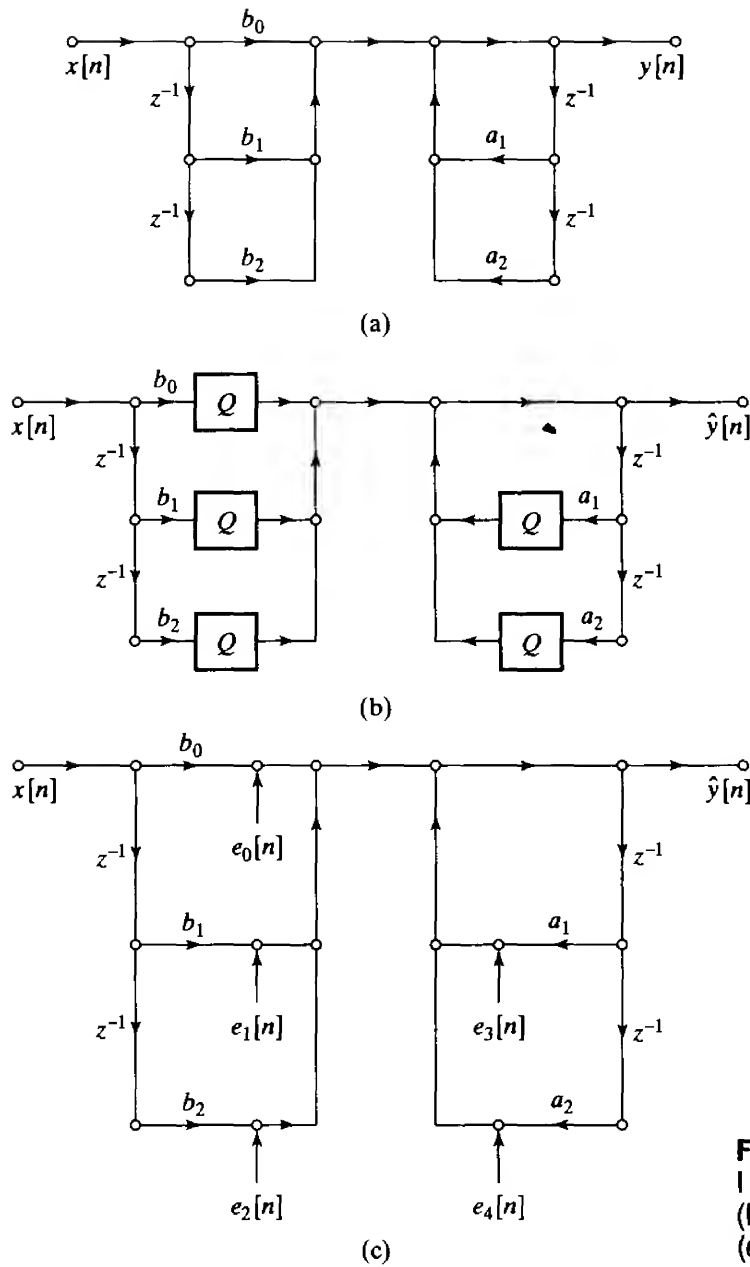 b₀
x[n] y[n]
z⁻¹ z⁻¹
b₁ a₁
z⁻¹ z⁻¹
b₂ a₂
(a)
b₀ Q
x[n] ŷ[n]
z⁻¹ z⁻¹
b₁ Q Q a₁
z⁻¹ z⁻¹
b₂ Q Q a₂
(b)
b₀
x[n] ŷ[n]
e₀[n]
z⁻¹ z⁻¹
b₁ a₁
e₁[n] e₃[n]
z⁻¹ z⁻¹
b₂ a₂
e₂[n] e₄[n]
(c)